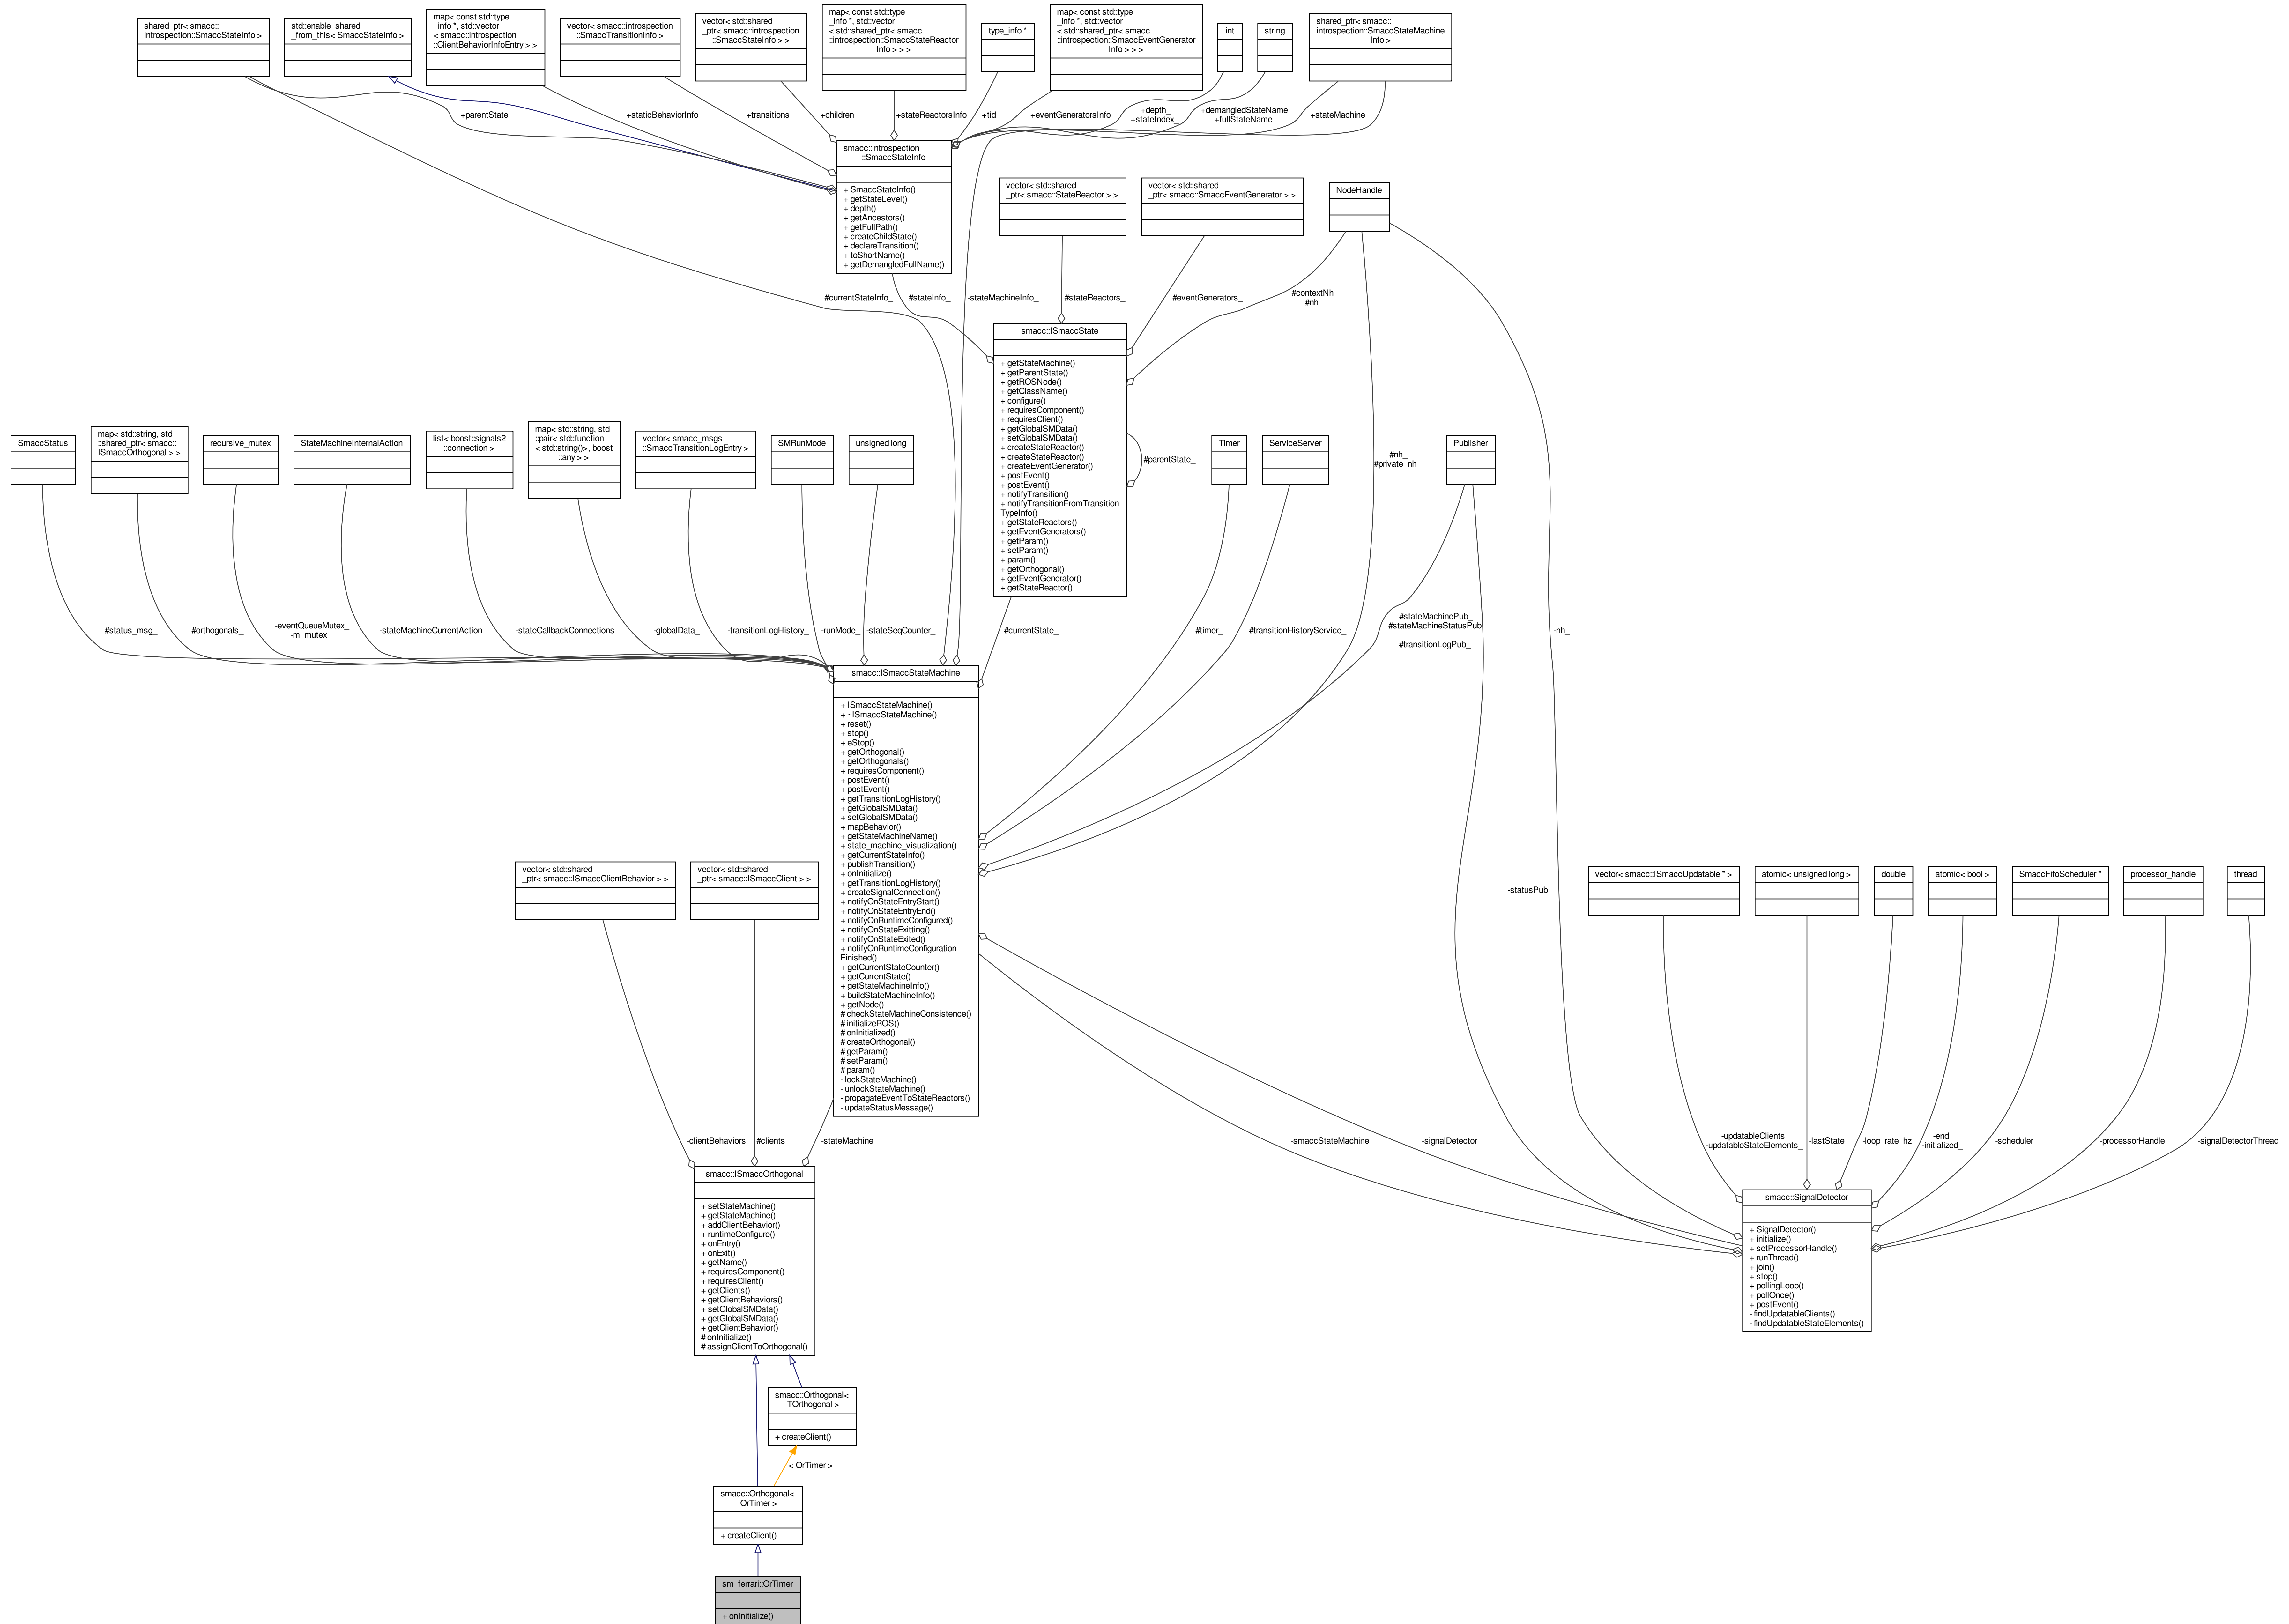 shared_ptr< smacc::
introspection::SmaccStateInfo >
std::enable_shared
_from_this< SmaccStateInfo >
map< const std::type
_info *, std::vector
< smacc::introspection
::ClientBehaviorInfoEntry > >
vector< smacc::introspection
::SmaccTransitionInfo >
vector< std::shared
_ptr< smacc::introspection
::SmaccStateInfo > >
map< const std::type
_info *, std::vector
< std::shared_ptr< smacc
::introspection::SmaccStateReactor
Info > > >
type_info *
map< const std::type
_info *, std::vector
< std::shared_ptr< smacc
::introspection::SmaccEventGenerator
Info > > >
int
string
shared_ptr< smacc::
introspection::SmaccStateMachine
Info >
+parentState_
+staticBehaviorInfo
+transitions_
+children_
+stateReactorsInfo
+tid_
+eventGeneratorsInfo
+depth_
+stateIndex_
+demangledStateName
+fullStateName
+stateMachine_
smacc::introspection
::SmaccStateInfo
+ SmaccStateInfo()
+ getStateLevel()
+ depth()
+ getAncestors()
+ getFullPath()
+ createChildState()
+ declareTransition()
+ toShortName()
+ getDemangledFullName()
vector< std::shared
_ptr< smacc::StateReactor > >
vector< std::shared
_ptr< smacc::SmaccEventGenerator > >
NodeHandle
#currentStateInfo_
#stateInfo_
-stateMachineInfo_
#stateReactors_
#eventGenerators_
#contextNh
#nh
smacc::ISmaccState
+ getStateMachine()
+ getParentState()
+ getROSNode()
+ getClassName()
+ configure()
+ requiresComponent()
+ requiresClient()
+ getGlobalSMData()
+ setGlobalSMData()
+ createStateReactor()
+ createStateReactor()
+ createEventGenerator()
+ postEvent()
+ postEvent()
+ notifyTransition()
+ notifyTransitionFromTransition
TypeInfo()
+ getStateReactors()
+ getEventGenerators()
+ getParam()
+ setParam()
+ param()
+ getOrthogonal()
+ getEventGenerator()
+ getStateReactor()
#parentState_
SmaccStatus
map< std::string, std
::shared_ptr< smacc::
ISmaccOrthogonal > >
recursive_mutex
StateMachineInternalAction
list< boost::signals2
::connection >
map< std::string, std
::pair< std::function
< std::string()>, boost
::any > >
vector< smacc_msgs
::SmaccTransitionLogEntry >
SMRunMode
unsigned long
Timer
ServiceServer
Publisher
#nh_
#private_nh_
#status_msg_
#orthogonals_
-eventQueueMutex_
-m_mutex_
-stateMachineCurrentAction
-stateCallbackConnections
-globalData_
-transitionLogHistory_
-runMode_
-stateSeqCounter_
#currentState_
#timer_
#transitionHistoryService_
#stateMachinePub_
#stateMachineStatusPub
_
#transitionLogPub_
-nh_
smacc::ISmaccStateMachine
+ ISmaccStateMachine()
+ ~ISmaccStateMachine()
+ reset()
+ stop()
+ eStop()
+ getOrthogonal()
+ getOrthogonals()
+ requiresComponent()
+ postEvent()
+ postEvent()
+ getTransitionLogHistory()
+ getGlobalSMData()
+ setGlobalSMData()
+ mapBehavior()
+ getStateMachineName()
+ state_machine_visualization()
+ getCurrentStateInfo()
+ publishTransition()
+ onInitialize()
+ getTransitionLogHistory()
+ createSignalConnection()
+ notifyOnStateEntryStart()
+ notifyOnStateEntryEnd()
+ notifyOnRuntimeConfigured()
+ notifyOnStateExitting()
+ notifyOnStateExited()
+ notifyOnRuntimeConfiguration
Finished()
+ getCurrentStateCounter()
+ getCurrentState()
+ getStateMachineInfo()
+ buildStateMachineInfo()
+ getNode()
# checkStateMachineConsistence()
# initializeROS()
# onInitialized()
# createOrthogonal()
# getParam()
# setParam()
# param()
- lockStateMachine()
- unlockStateMachine()
- propagateEventToStateReactors()
- updateStatusMessage()
vector< std::shared
_ptr< smacc::ISmaccClientBehavior > >
vector< std::shared
_ptr< smacc::ISmaccClient > >
-statusPub_
vector< smacc::ISmaccUpdatable * >
atomic< unsigned long >
double
atomic< bool >
SmaccFifoScheduler *
processor_handle
thread
-clientBehaviors_
#clients_
-stateMachine_
-smaccStateMachine_
-signalDetector_
-updatableClients_
-updatableStateElements_
-lastState_
-loop_rate_hz
-end_
-initialized_
-scheduler_
-processorHandle_
-signalDetectorThread_
smacc::ISmaccOrthogonal
+ setStateMachine()
+ getStateMachine()
+ addClientBehavior()
+ runtimeConfigure()
+ onEntry()
+ onExit()
+ getName()
+ requiresComponent()
+ requiresClient()
+ getClients()
+ getClientBehaviors()
+ setGlobalSMData()
+ getGlobalSMData()
+ getClientBehavior()
# onInitialize()
# assignClientToOrthogonal()
smacc::SignalDetector
+ SignalDetector()
+ initialize()
+ setProcessorHandle()
+ runThread()
+ join()
+ stop()
+ pollingLoop()
+ pollOnce()
+ postEvent()
- findUpdatableClients()
- findUpdatableStateElements()
smacc::Orthogonal<
TOrthogonal >
+ createClient()
< OrTimer >
smacc::Orthogonal<
OrTimer >
+ createClient()
sm_ferrari::OrTimer
+ onInitialize()